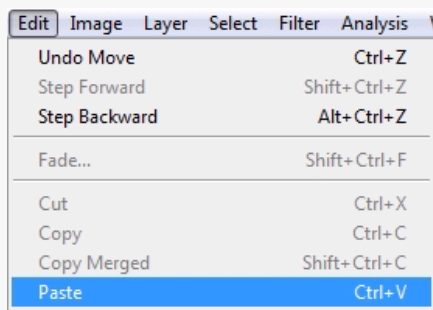 Edit Image Layer Select Filter Analysis
Undo Move Ctrl+Z
Step Forward Shift+Ctrl+Z
Step Backward Alt+Ctrl+Z
Fade... Shift+Ctrl+F
Cut Ctrl+X
Copy Ctrl+C
Copy Merged Shift+Ctrl+C
Paste Ctrl+V